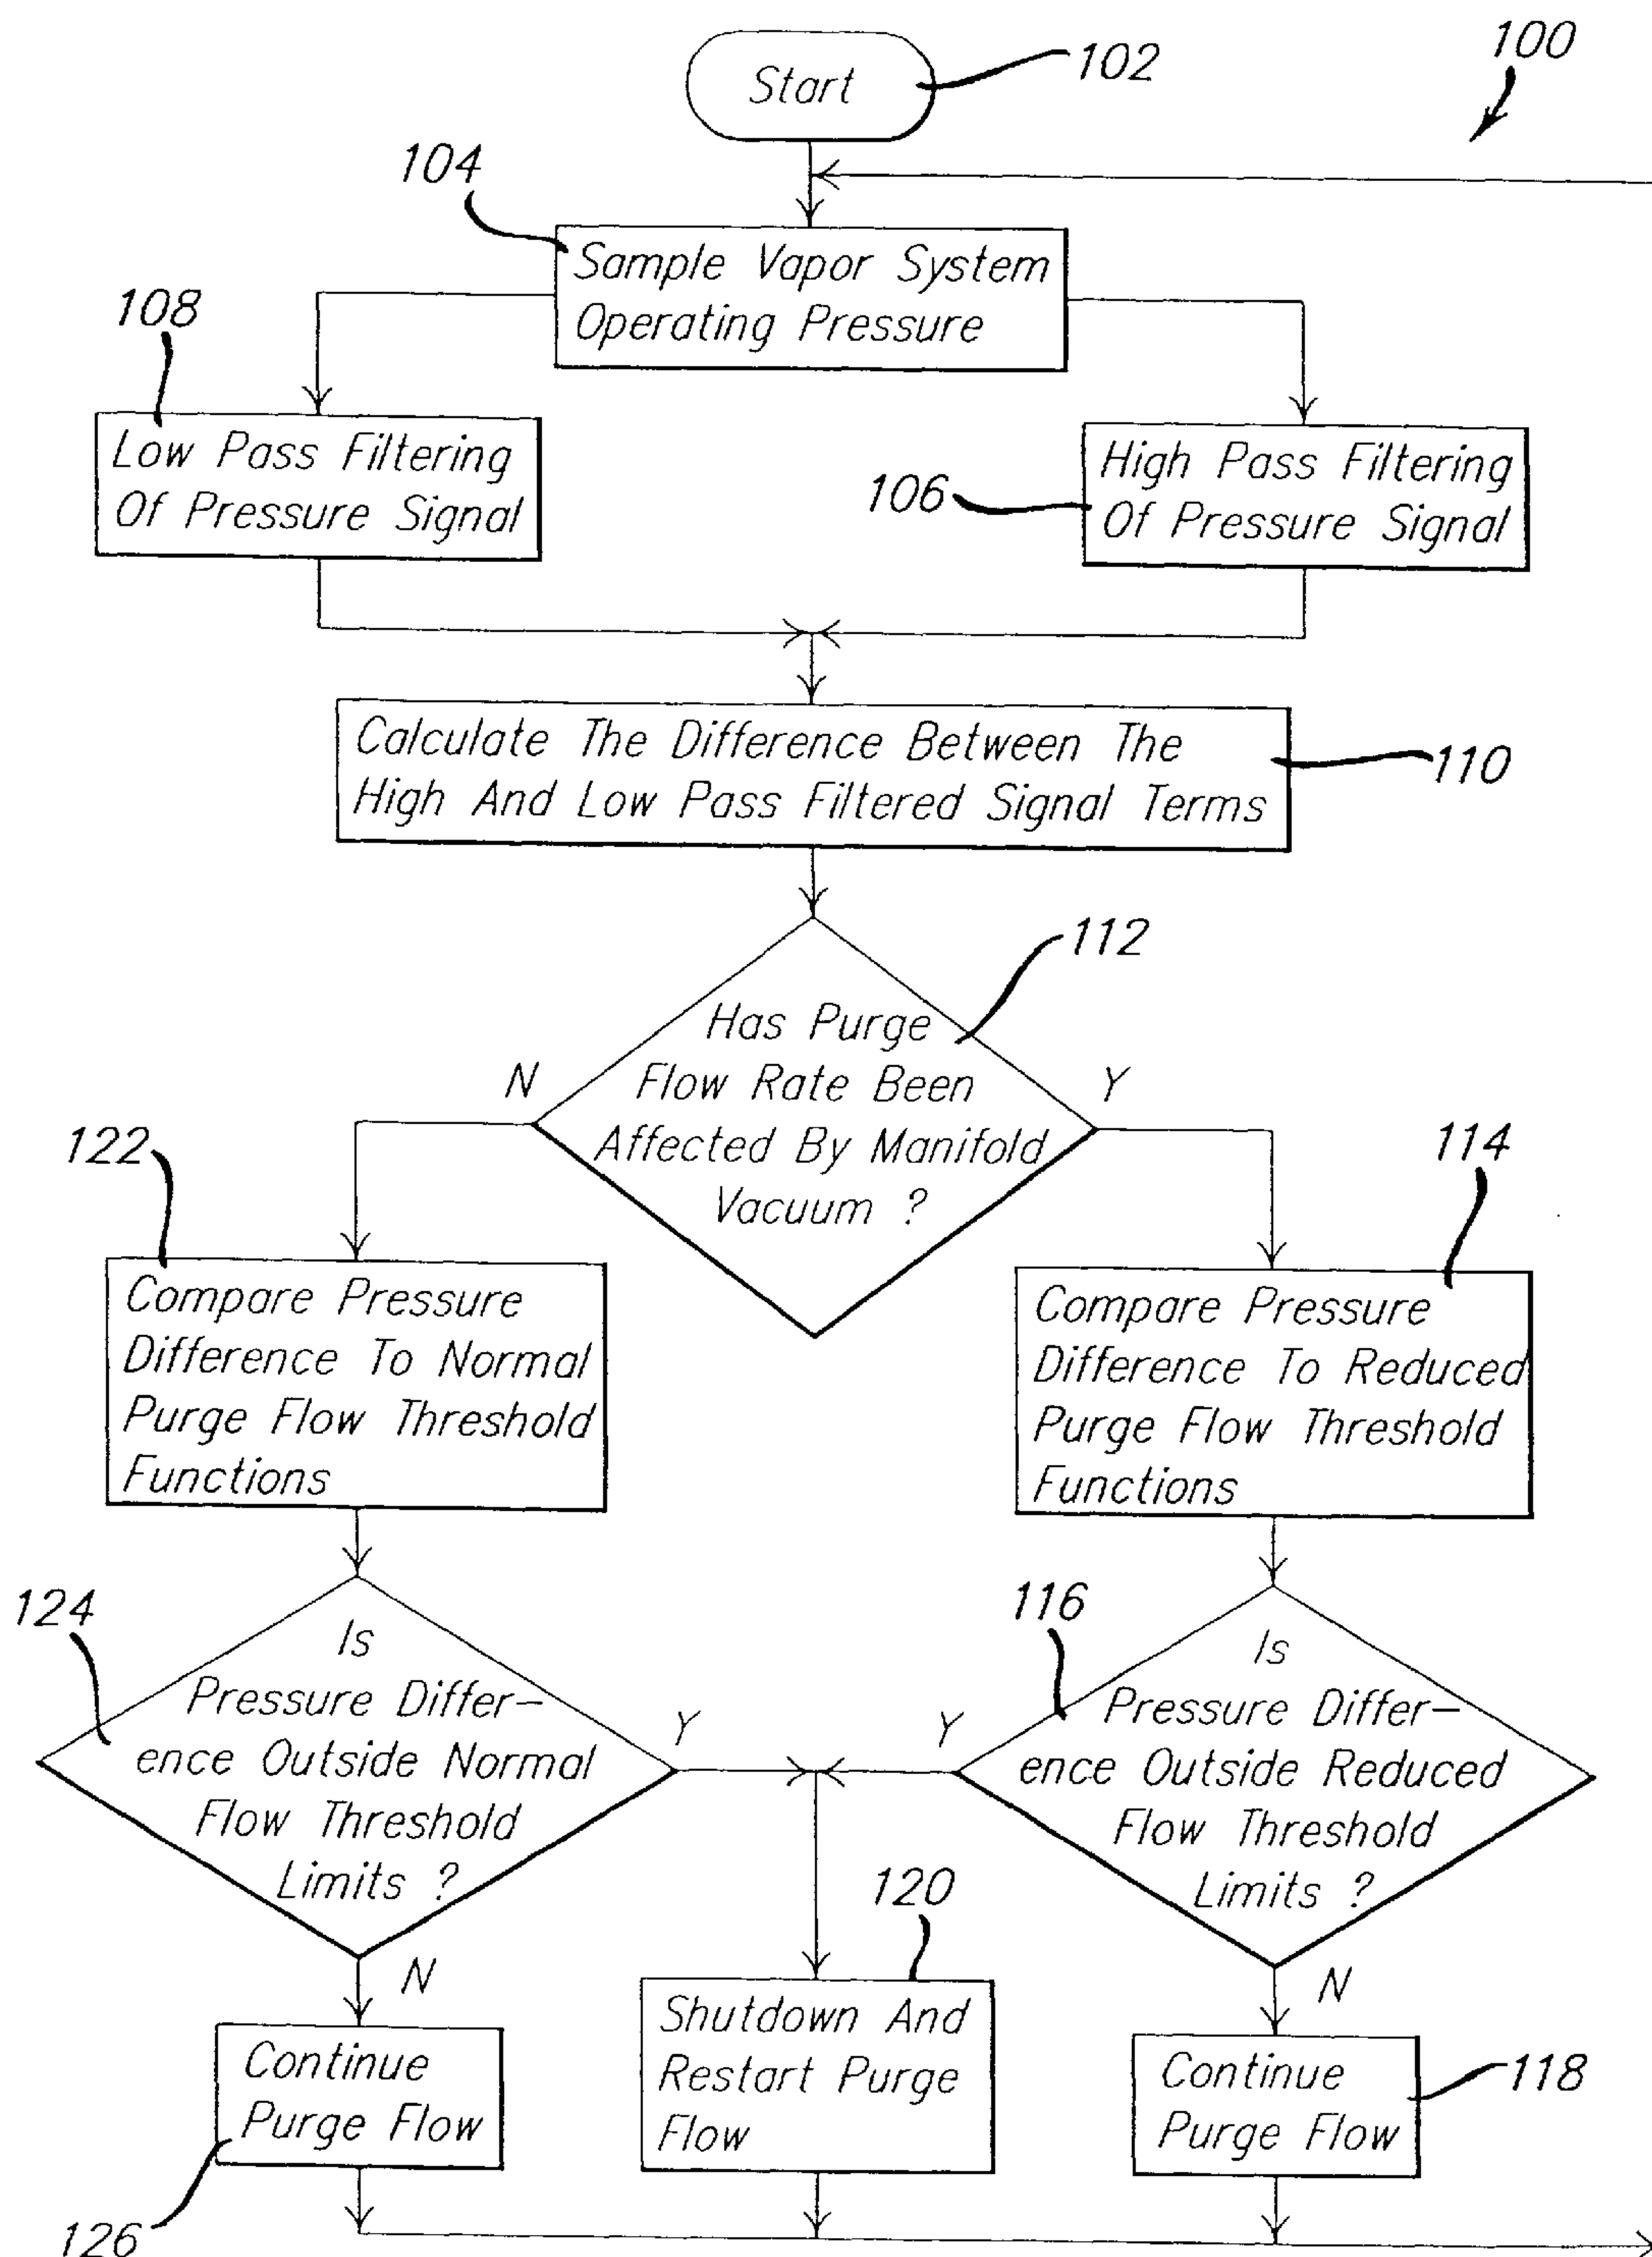 100
Start
102
104
Sample Vapor System
Operating Pressure
108
Low Pass Filtering
Of Pressure Signal
106
High Pass Filtering
Of Pressure Signal
Calculate The Difference Between The
High And Low Pass Filtered Signal Terms
110
112
Has Purge
Flow Rate Been
Affected By Manifold
Vacuum ?
N
Y
122
Compare Pressure
Difference To Normal
Purge Flow Threshold
Functions
114
Compare Pressure
Difference To Reduced
Purge Flow Threshold
Functions
124
Is
Pressure Differ-
ence Outside Normal
Flow Threshold
Limits ?
Y
N
116
Is
Pressure Differ-
ence Outside Reduced
Flow Threshold
Limits ?
Y
N
126
Continue
Purge Flow
120
Shutdown And
Restart Purge
Flow
Continue
Purge Flow
118